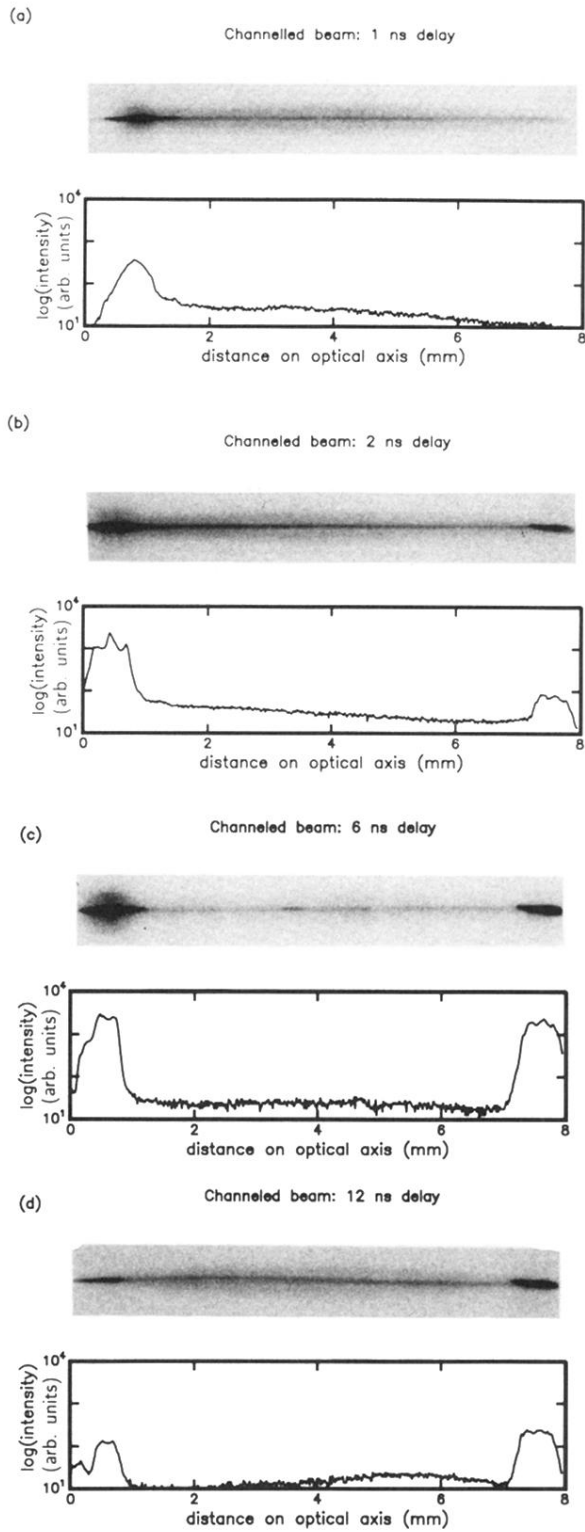 (a)
Channelled beam: 1 ns delay
10⁴
log(intensity)
(arb. units)
10¹
0 2 4 6 8
distance on optical axis (mm)
(b)
Channeled beam: 2 ns delay
10⁴
log(intensity)
(arb. units)
10¹
0 2 4 6 8
distance on optical axis (mm)
(c)
Channeled beam: 6 ns delay
10⁴
log(intensity)
(arb. units)
10¹
0 2 4 6 8
distance on optical axis (mm)
(d)
Channeled beam: 12 ns delay
10⁴
log(intensity)
(arb. units)
10¹
0 2 4 6 8
distance on optical axis (mm)